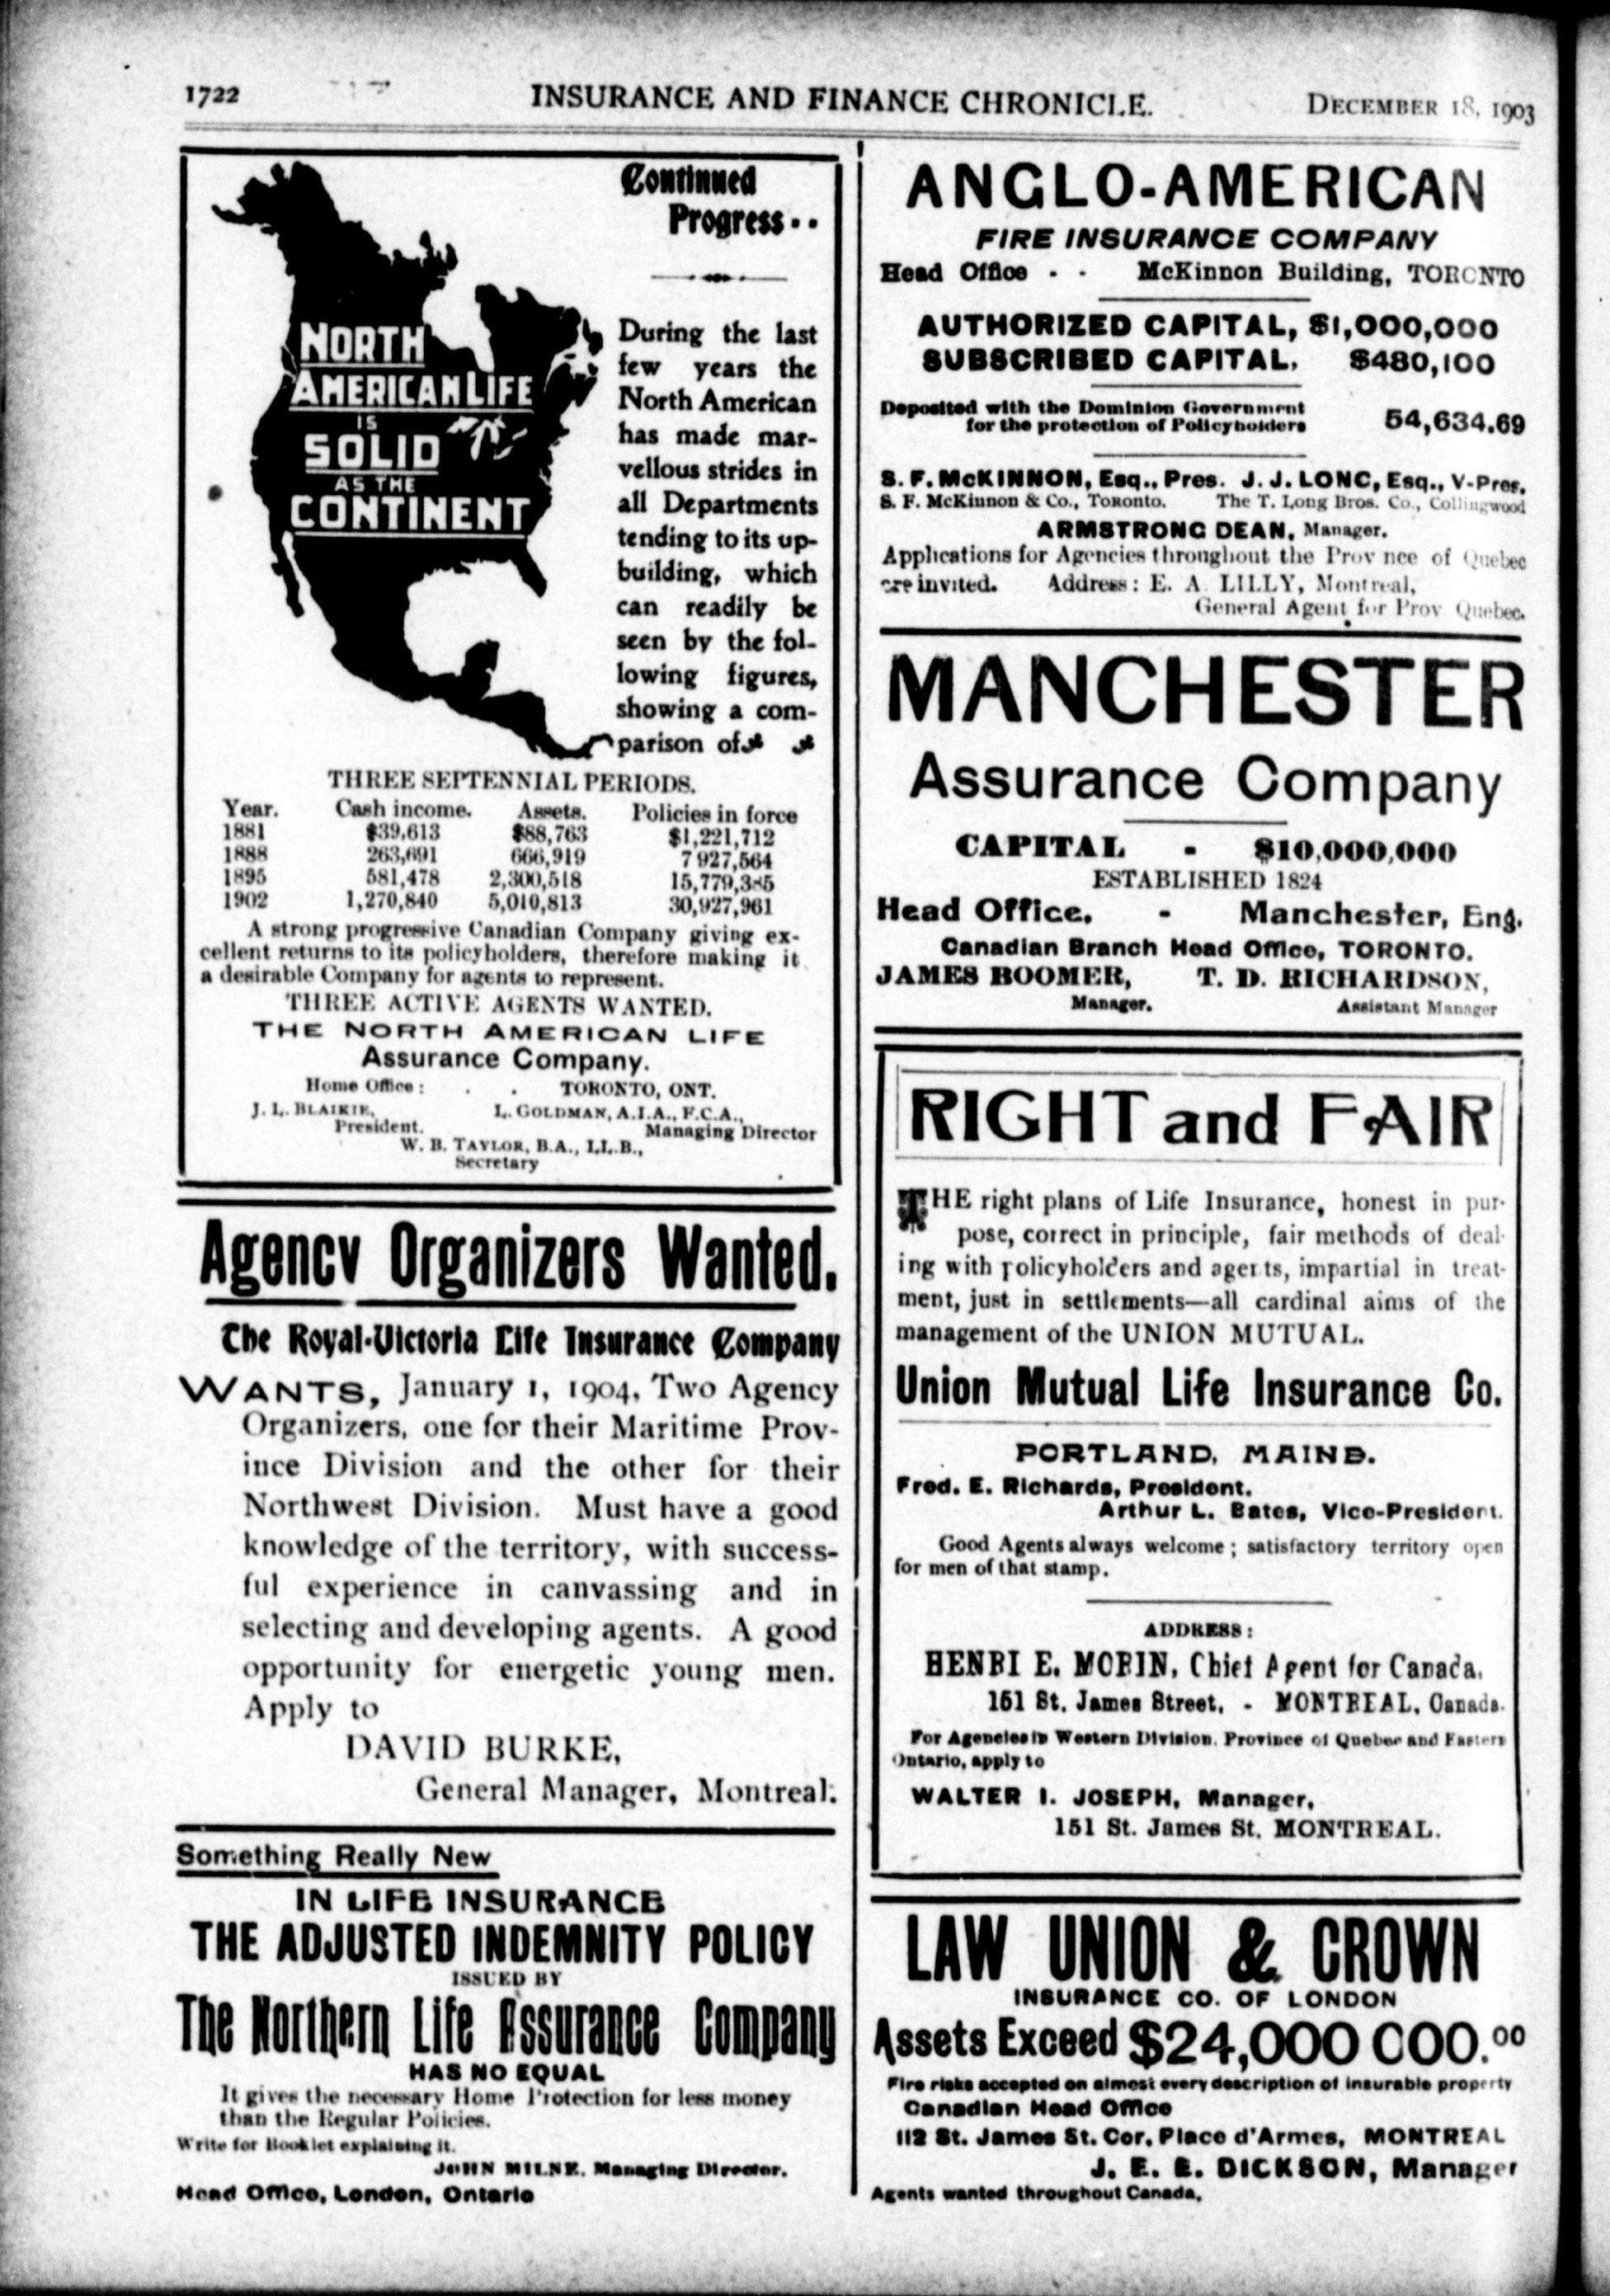 1722
INSURANCE AND FINANCE CHRONICLE.
DECEMBER 18, 1903
Continued
Progress . .
NORTH
AMERICAN LIFE
IS
SOLID
AS THE
CONTINENT
During the last
few years the
North American
has made mar-
vellous strides in
all Departments
tending to its up-
building, which
can readily be
seen by the fol-
lowing figures,
showing a com-
parison of
THREE SEPTENNIAL PERIODS.
Year. Cash income. Assets. Policies in force
1881 $39,613 $88,763 $1,221,712
1888 263,691 666,919 7 927,564
1895 581,478 2,300,518 15,779,385
1902 1,270,840 5,010,813 30,927,961
A strong progressive Canadian Company giving ex-
cellent returns to its policyholders, therefore making it
a desirable Company for agents to represent.
THREE ACTIVE AGENTS WANTED.
THE NORTH AMERICAN LIFE
Assurance Company.
Home Office: . . TORONTO, ONT.
J. L. BLAIKIE, L. GOLDMAN, A.I.A., F.C.A.,
President. Managing Director
W. B. TAYLOR, B.A., LL.B.,
Secretary
Agency Organizers Wanted.
The Royal-Victoria Life Insurance Company
WANTS, January 1, 1904, Two Agency
Organizers, one for their Maritime Prov-
ince Division and the other for their
Northwest Division. Must have a good
knowledge of the territory, with success-
ful experience in canvassing and in
selecting and developing agents. A good
opportunity for energetic young men.
Apply to
DAVID BURKE,
General Manager, Montreal.
Something Really New
IN LIFE INSURANCE
THE ADJUSTED INDEMNITY POLICY
ISSUED BY
The Northern Life Assurance Company
HAS NO EQUAL
It gives the necessary Home Protection for less money
than the Regular Policies.
Write for Booklet explaining it.
JOHN MILNE, Managing Director.
Head Office, London, Ontario
ANGLO-AMERICAN
FIRE INSURANCE COMPANY
Head Office - - McKinnon Building, TORONTO
AUTHORIZED CAPITAL, $1,000,000
SUBSCRIBED CAPITAL, $480,100
Deposited with the Dominion Government
for the protection of Policyholders 54,634.69
S. F. McKINNON, Esq., Pres. J. J. LONG, Esq., V-Pres.
S. F. McKinnon & Co., Toronto. The T. Long Bros. Co., Collingwood
ARMSTRONG DEAN, Manager.
Applications for Agencies throughout the Prov nce of Quebec
are invited. Address: E. A. LILLY, Montreal,
General Agent for Prov. Quebec.
MANCHESTER
Assurance Company
CAPITAL - $10,000,000
ESTABLISHED 1824
Head Office, - Manchester, Eng.
Canadian Branch Head Office, TORONTO.
JAMES BOOMER, T. D. RICHARDSON,
Manager. Assistant Manager
RIGHT and FAIR
THE right plans of Life Insurance, honest in pur-
pose, correct in principle, fair methods of deal-
ing with policyholders and agents, impartial in treat-
ment, just in settlements—all cardinal aims of the
management of the UNION MUTUAL.
Union Mutual Life Insurance Co.
PORTLAND, MAINE.
Fred. E. Richards, President.
Arthur L. Bates, Vice-President.
Good Agents always welcome; satisfactory territory open
for men of that stamp.
ADDRESS:
HENRI E. MORIN, Chief Agent for Canada,
151 St. James Street, - MONTREAL, Canada.
For Agencies in Western Division, Province of Quebec and Eastern
Ontario, apply to
WALTER I. JOSEPH, Manager,
151 St. James St. MONTREAL.
LAW UNION & CROWN
INSURANCE CO. OF LONDON
Assets Exceed $24,000 000.00
Fire risks accepted on almost every description of insurable property
Canadian Head Office
112 St. James St. Cor. Place d'Armes, MONTREAL
J. E. E. DICKSON, Manager
Agents wanted throughout Canada,